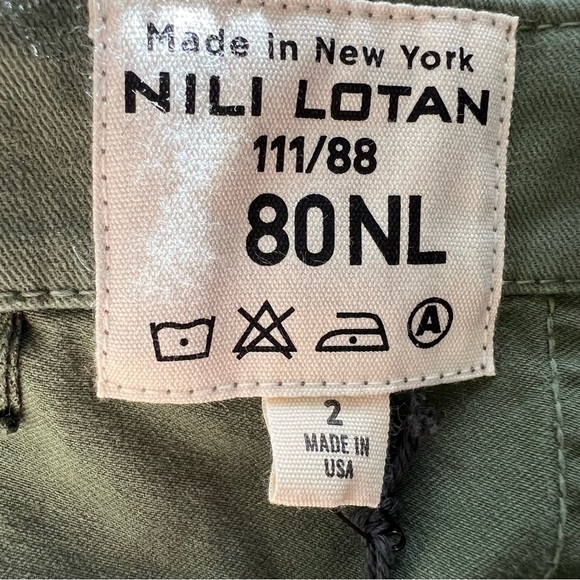 Made in New York
NILI LOTAN
111/88
80NL
A
2
MADE IN
USA